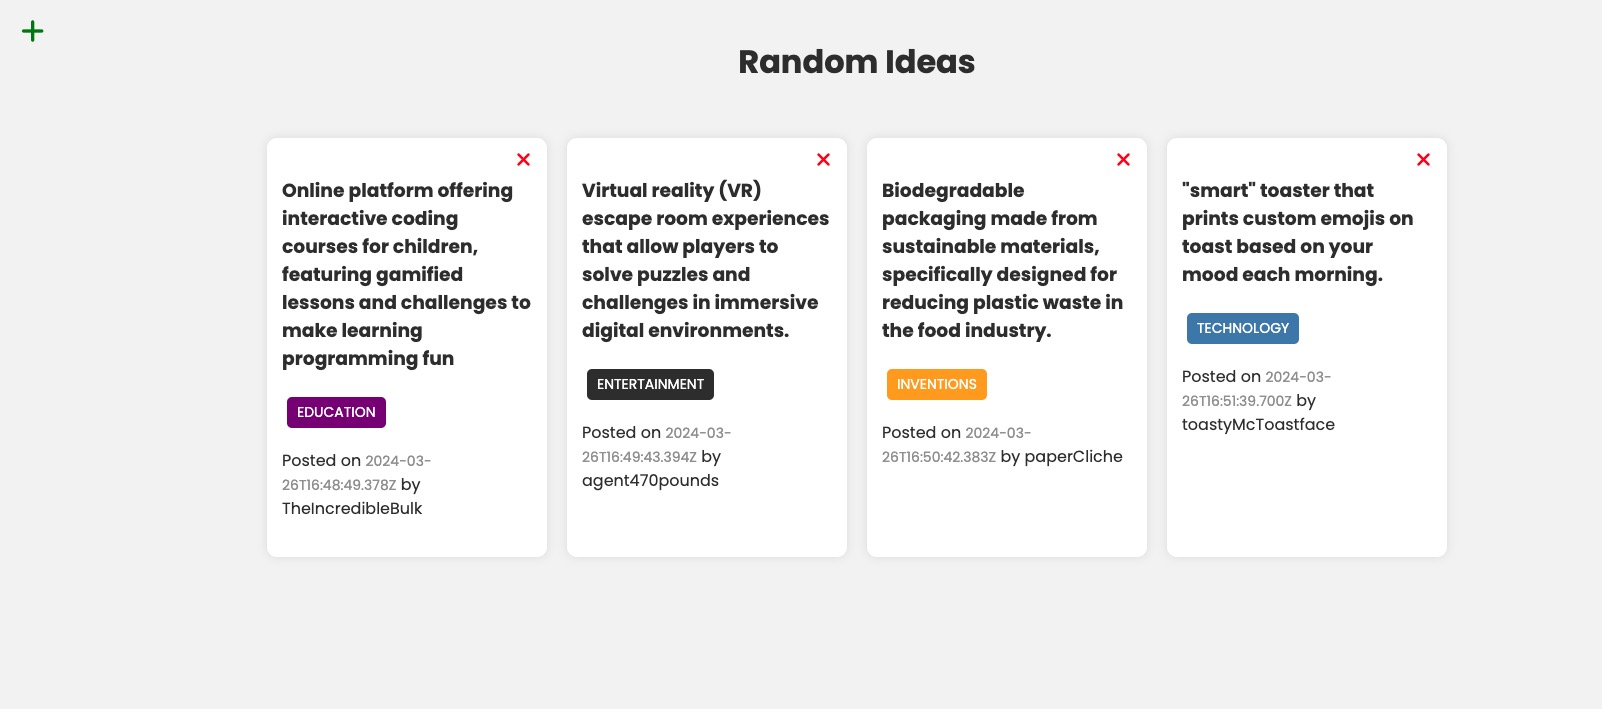 Random Ideas
Online platform offering
interactive coding
courses for children,
featuring gamified
lessons and challenges to
make learning
programming fun
EDUCATION
Posted on 2024-03-
26T16:48:49.378Z by
TheIncredibleBulk
Virtual reality (VR)
escape room experiences
that allow players to
solve puzzles and
challenges in immersive
digital environments.
ENTERTAINMENT
Posted on 2024-03-
26T16:49:43.394Z by
agent470pounds
Biodegradable
packaging made from
sustainable materials,
specifically designed for
reducing plastic waste in
the food industry.
INVENTIONS
Posted on 2024-03-
26T16:50:42.383Z by paperCliche
"smart" toaster that
prints custom emojis on
toast based on your
mood each morning.
TECHNOLOGY
Posted on 2024-03-
26T16:51:39.700Z by
toastyMcToastface